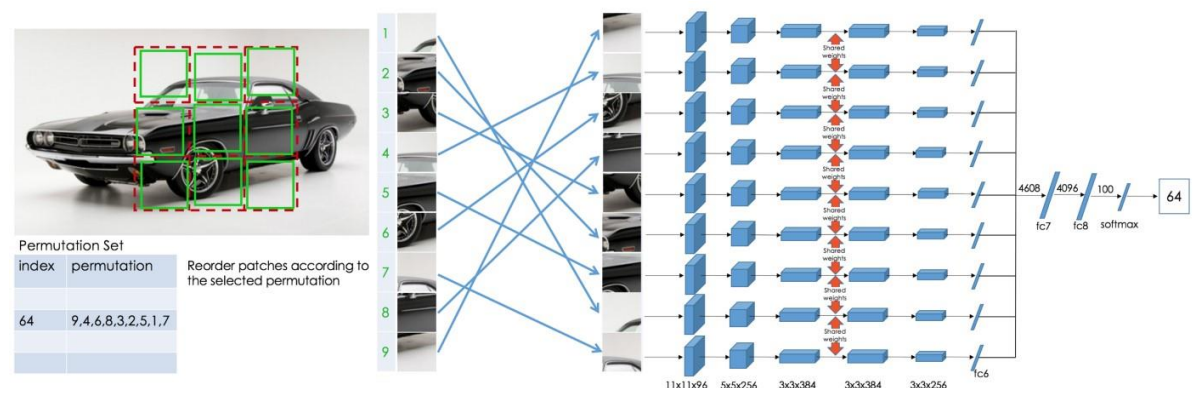 Permutation Set
index permutation
64 9,4,6,8,3,2,5,1,7
Reorder patches according to
the selected permutation
1
2
3
4
5
6
7
8
9
Shared
weights
Shared
weights
Shared
weights
Shared
weights
Shared
weights
Shared
weights
Shared
weights
Shared
weights
11x11x96 5x5x256 3x3x384 3x3x384 3x3x256
fc6
4608
fc7
4096
fc8
100
softmax
64